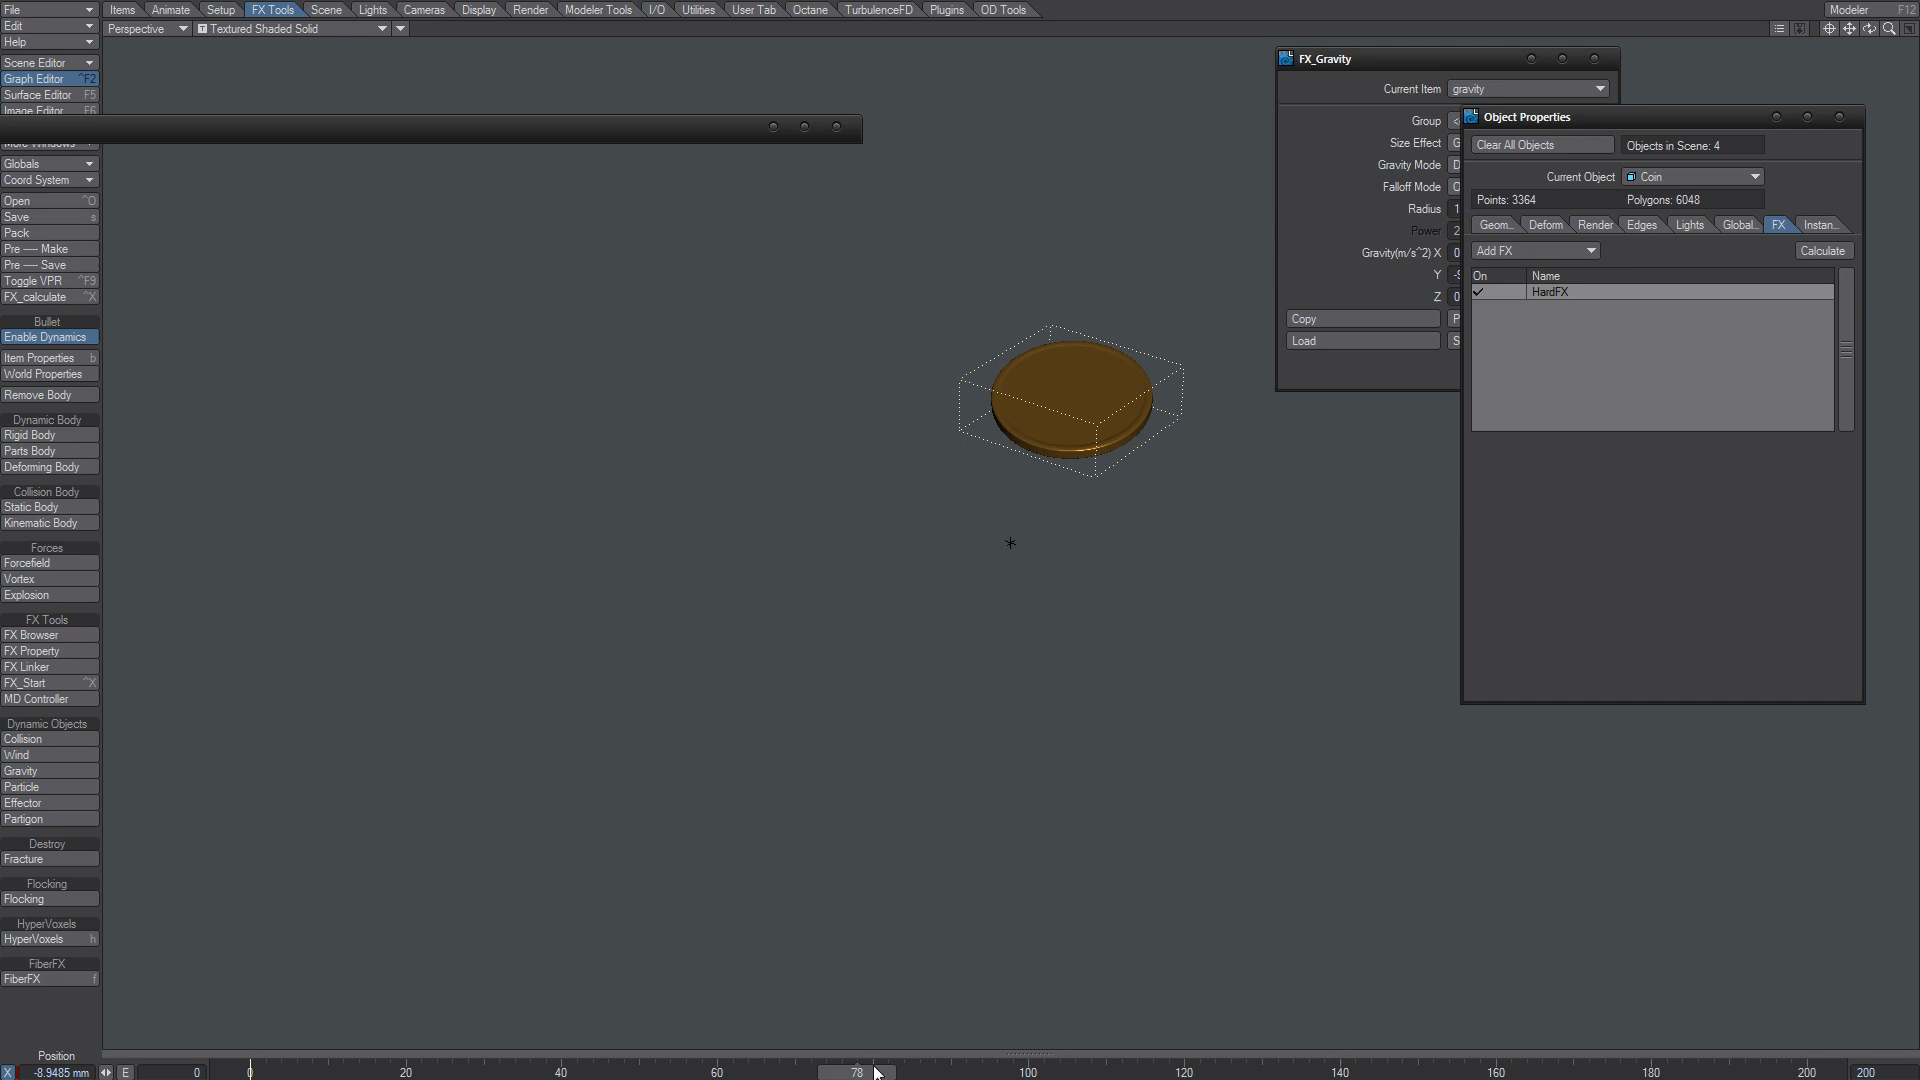 File Items Animate Setup FX Tools Scene Lights Cameras Display Render Modeler Tools I/O Utilities User Tab Octane TurbulenceFD Plugins OD Tools Modeler F12
Edit
Perspective Textured Shaded Solid
Help
Scene Editor
Graph Editor ^F2
Surface Editor F5
Image Editor F6
More Windows
Globals
Coord System
Open ^O
Save s
Pack
Pre ---- Make
Pre ---- Save
Toggle VPR ^F9
FX_calculate ^X
Bullet
Enable Dynamics
Item Properties b
World Properties
Remove Body
Dynamic Body
Rigid Body
Parts Body
Deforming Body
Collision Body
Static Body
Kinematic Body
Forces
Forcefield
Vortex
Explosion
FX Tools
FX Browser
FX Property
FX Linker
FX_Start ^X
MD Controller
Dynamic Objects
Collision
Wind
Gravity
Particle
Effector
Partigon
Destroy
Fracture
Flocking
Flocking
HyperVoxels
HyperVoxels h
FiberFX
FiberFX f
FX_Gravity
Current Item gravity
Group
Size Effect G
Gravity Mode D
Falloff Mode O
Radius 1
Power 2
Gravity(m/s^2) X 0
Y
Z 0
Copy P
Load S
Object Properties
Clear All Objects Objects in Scene: 4
Current Object Coin
Points: 3364 Polygons: 6048
Geom... Deform Render Edges Lights Global... FX Instan...
Add FX Calculate
On Name
HardFX
Position
X -8.9485 mm E 0 0 20 40 60 78 100 120 140 160 180 200 200